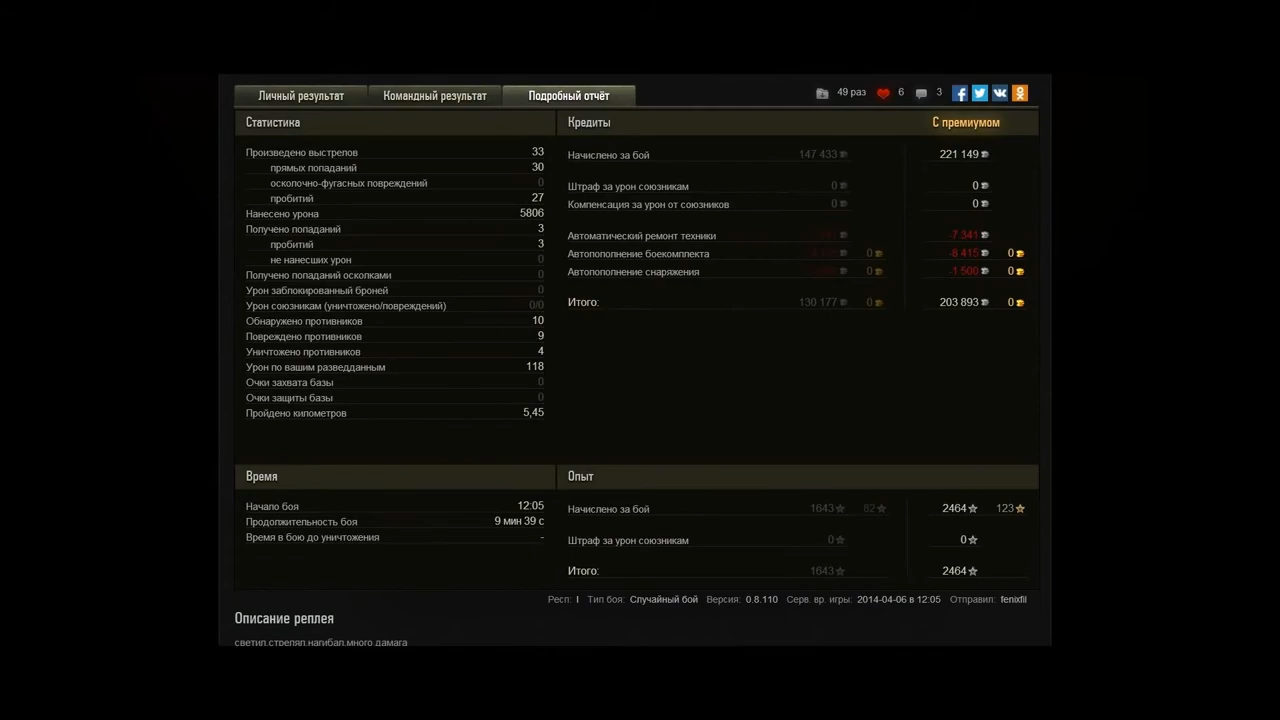 Личный результат Командный результат Подробный отчёт 49 раз 6 3
Статистика Кредиты С премиумом
Произведено выстрелов 33
прямых попаданий 30
осколочно-фугасных повреждений 0
пробитий 27
Нанесено урона 5806
Получено попаданий 3
пробитий 3
не нанесших урон 0
Получено попаданий осколками 0
Урон заблокированный броней 0
Урон союзникам (уничтожено/повреждений) 0/0
Обнаружено противников 10
Повреждено противников 9
Уничтожено противников 4
Урон по вашим разведданным 118
Очки захвата базы 0
Очки защиты базы 0
Пройдено километров 5,45
Начислено за бой 147 433 221 149
Штраф за урон союзникам 0 0
Компенсация за урон от союзников 0 0
Автоматический ремонт техники -7 341
Автопополнение боекомплекта 0 -8 415 0
Автопополнение снаряжения 0 -1 500 0
Итого: 130 177 0 203 893 0
Время
Начало боя 12:05
Продолжительность боя 9 мин 39 с
Время в бою до уничтожения -
Опыт
Начислено за бой 1643 82 2464 123
Штраф за урон союзникам 0 0
Итого: 1643 2464
Респ: I Тип боя: Случайный бой Версия: 0.8.110 Серв. вр. игры: 2014-04-06 в 12:05 Отправил: fenixfil
Описание реплея
светил,стрелял,нагибал,много дамага